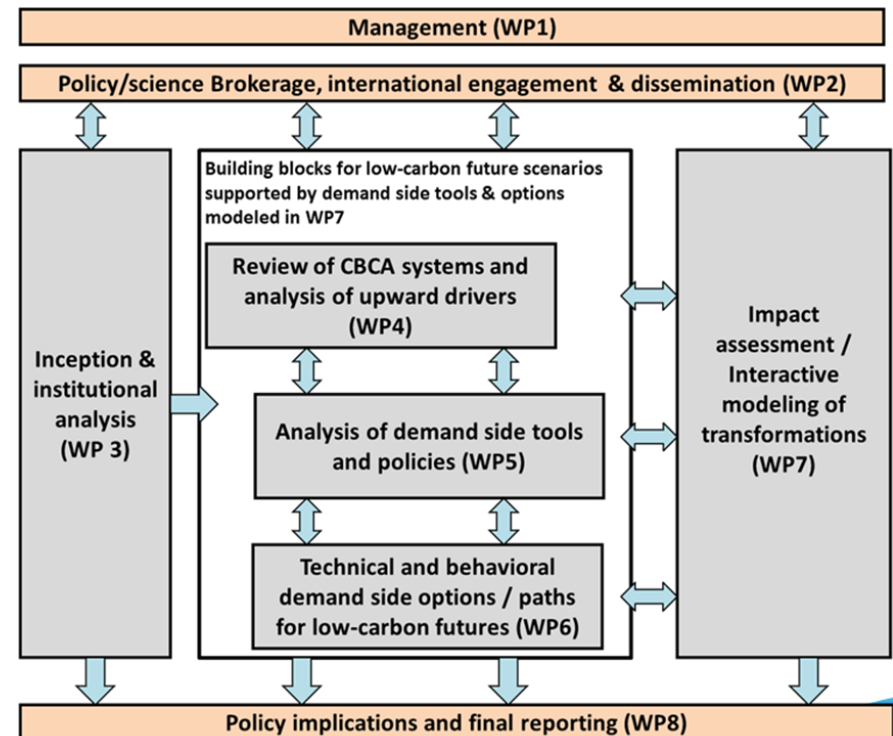 Management (WP1)
Policy/science Brokerage, international engagement & dissemination (WP2)
Building blocks for low-carbon future scenarios
supported by demand side tools & options
modeled in WP7
Review of CBCA systems and
analysis of upward drivers
(WP4)
Inception &
institutional
analysis
(WP 3)
Analysis of demand side tools
and policies (WP5)
Technical and behavioral
demand side options / paths
for low-carbon futures (WP6)
Impact
assessment /
Interactive
modeling of
transformations
(WP7)
Policy implications and final reporting (WP8)